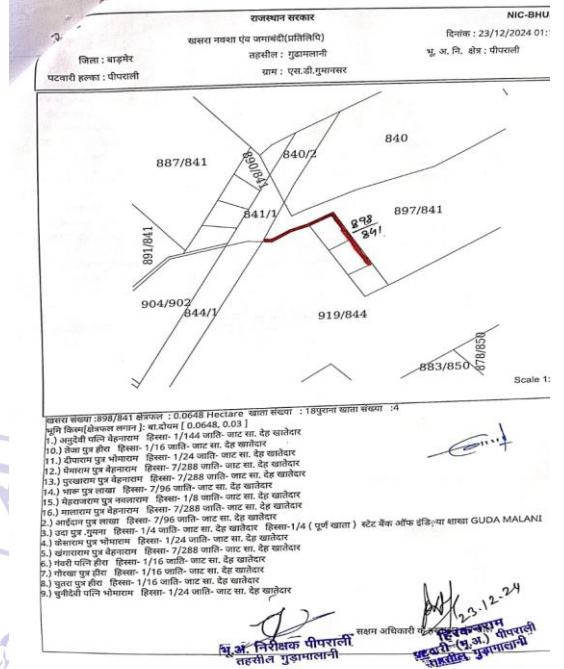 राजस्थान सरकार
NIC-BHU
खसरा नक्शा एंव जमाबंदी(प्रतिलिपि)
दिनांक : 23/12/2024 01:
जिला : बाड़मेर
तहसील : गुढामलानी
भू. अ. नि. क्षेत्र : पीपराली
पटवारी हल्का : पीपराली
ग्राम : एस.डी.गुमानसर
840
840/2
887/841
890/841
841/1
898/841
897/841
891/841
904/902
844/1
919/844
883/850
878/850
Scale 1:
खसरा संख्या :898/841 क्षेत्रफल : 0.0648 Hectare खाता संख्या : 18पुराना खाता संख्या :4
भूमि किस्म[क्षेत्रफल लगान ]: बा.दोयम [ 0.0648, 0.03 ]
1.) अनुदेवी पत्नि वेहनाराम हिस्सा- 1/144 जाति- जाट सा. देह खातेदार
10.) तेजा पुत्र हीरा हिस्सा- 1/16 जाति- जाट सा. देह खातेदार
11.) दीपाराम पुत्र भोमाराम हिस्सा- 1/24 जाति- जाट सा. देह खातेदार
12.) पेमाराम पुत्र वेहनाराम हिस्सा- 7/288 जाति- जाट सा. देह खातेदार
13.) पुरखाराम पुत्र वेहनाराम हिस्सा- 7/288 जाति- जाट सा. देह खातेदार
14.) भारू पुत्र लाखा हिस्सा- 7/96 जाति- जाट सा. देह खातेदार
15.) मेहराजराम पुत्र नवलाराम हिस्सा- 1/8 जाति- जाट सा. देह खातेदार
16.) मालाराम पुत्र वेहनाराम हिस्सा- 7/288 जाति- जाट सा. देह खातेदार
2.) आईदान पुत्र लाखा हिस्सा- 7/96 जाति- जाट सा. देह खातेदार
3.) उदा पुत्र .गुमना हिस्सा- 1/4 जाति- जाट सा. देह खातेदार हिस्सा-1/4 ( पूर्ण खाता ) स्टेट बैंक ऑफ इंडिया शाखा GUDA MALANI
4.) केसाराम पुत्र भोमाराम हिस्सा- 1/24 जाति- जाट सा. देह खातेदार
5.) खंगाराराम पुत्र वेहनाराम हिस्सा- 7/288 जाति- जाट सा. देह खातेदार
6.) गंवरी पत्नि हीरा हिस्सा- 1/16 जाति- जाट सा. देह खातेदार
7.) गोरखा पुत्र हीरा हिस्सा- 1/16 जाति- जाट सा. देह खातेदार
8.) चुतरा पुत्र हीरा हिस्सा- 1/16 जाति- जाट सा. देह खातेदार
9.) चुनीदेवी पत्नि भोमाराम हिस्सा- 1/24 जाति- जाट सा. देह खातेदार
23.12.24
सक्षम अधिकारी
भू.अ. निरीक्षक पीपराली
तहसील गुड़ामालानी
पटवारी (भू.अ.) पीपराली
तहसील गुड़ामालानी